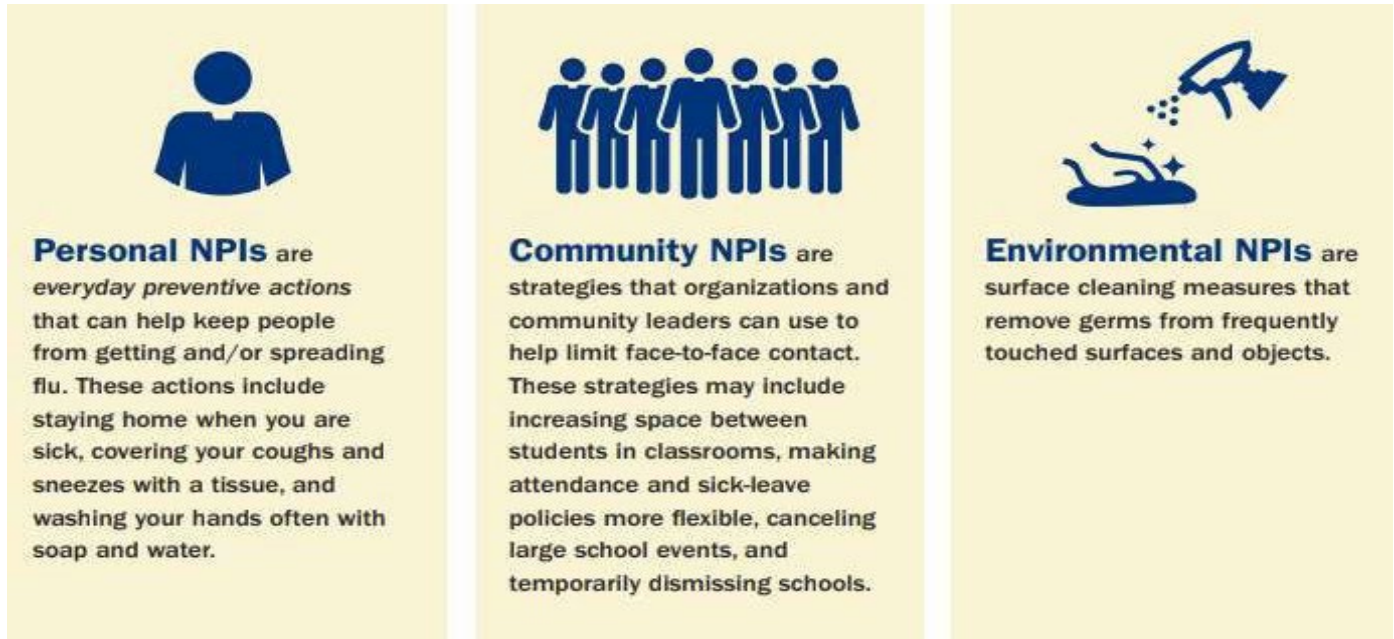 Personal NPIs are
everyday preventive actions
that can help keep people
from getting and/or spreading
flu. These actions include
staying home when you are
sick, covering your coughs and
sneezes with a tissue, and
washing your hands often with
soap and water.
Community NPIs are
strategies that organizations and
community leaders can use to
help limit face-to-face contact.
These strategies may include
increasing space between
students in classrooms, making
attendance and sick-leave
policies more flexible, canceling
large school events, and
temporarily dismissing schools.
Environmental NPIs are
surface cleaning measures that
remove germs from frequently
touched surfaces and objects.